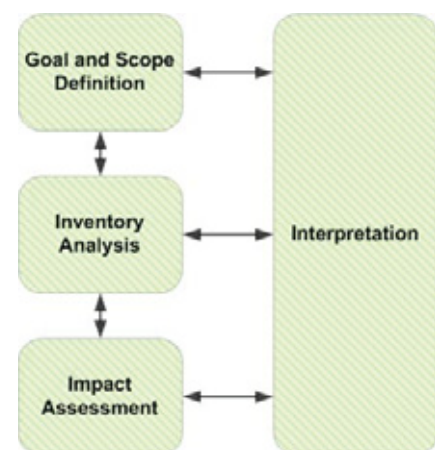 Goal and Scope
Definition
Inventory
Analysis
Interpretation
Impact
Assessment